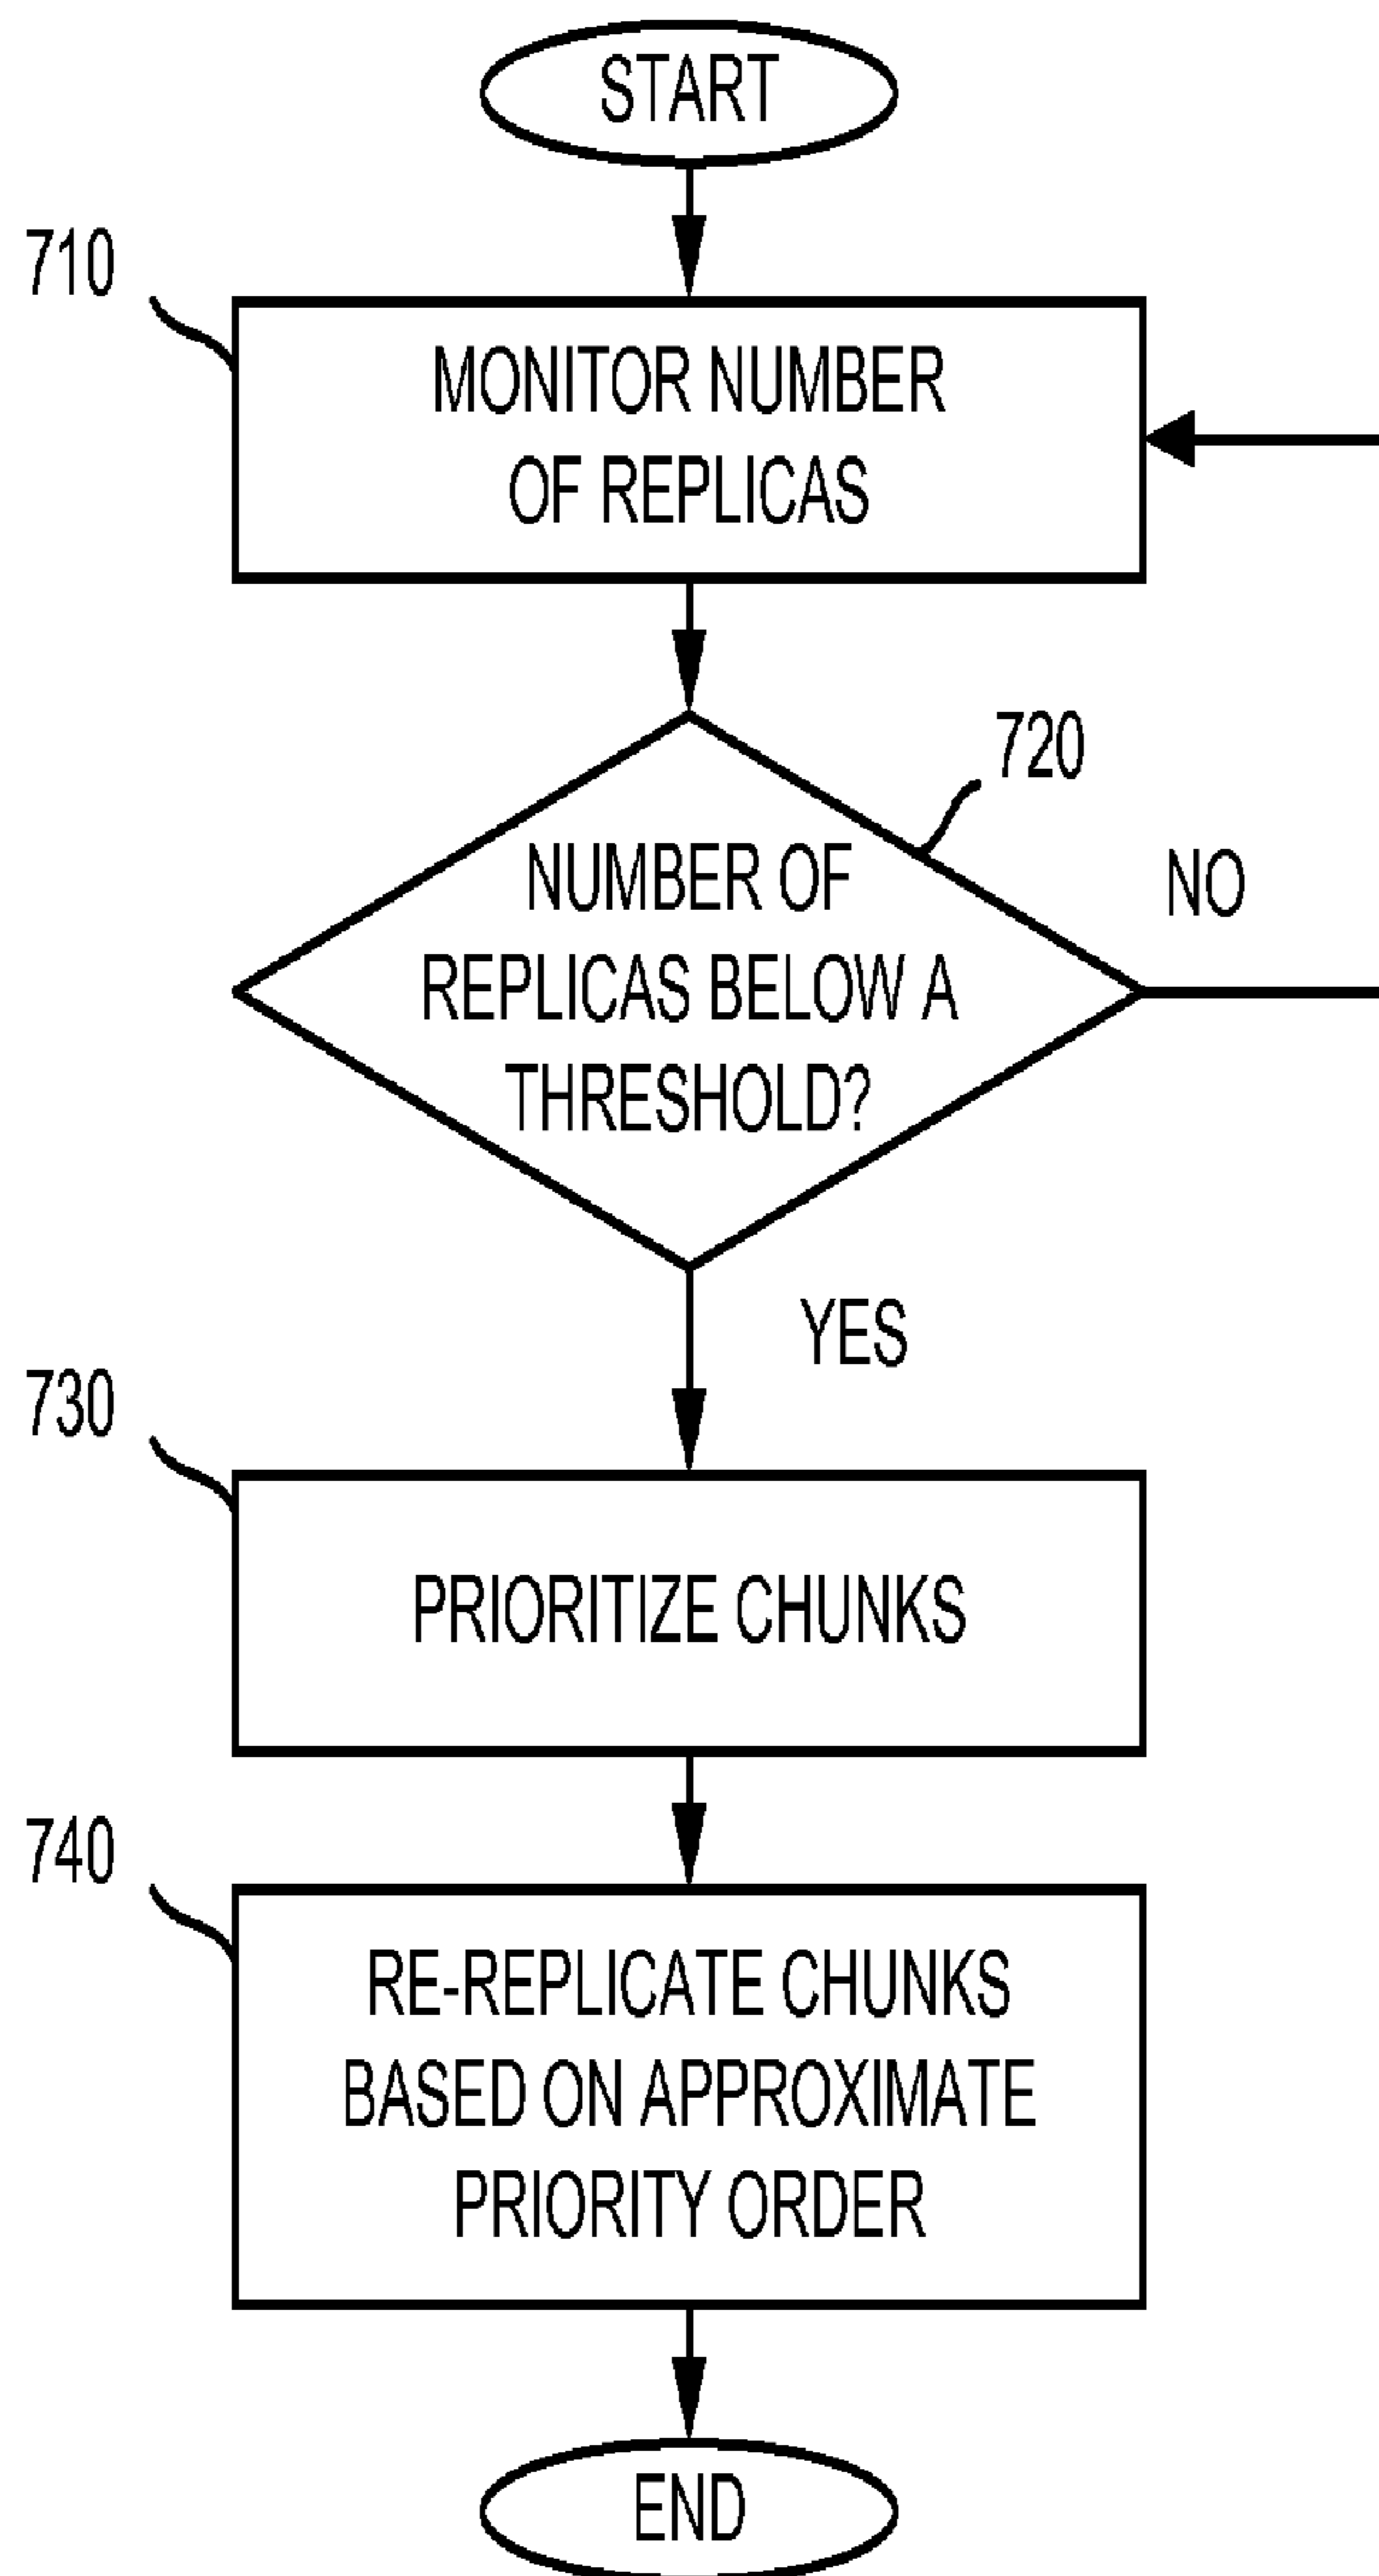 START
710
MONITOR NUMBER
OF REPLICAS
720
NUMBER OF
REPLICAS BELOW A
THRESHOLD?
NO
YES
730
PRIORITIZE CHUNKS
740
RE-REPLICATE CHUNKS
BASED ON APPROXIMATE
PRIORITY ORDER
END